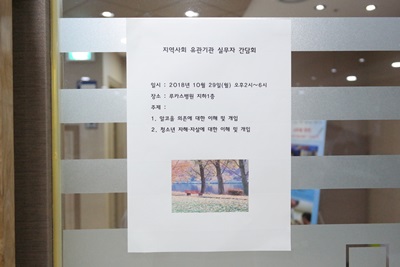 지역사회 유관기관 실무자 간담회
일시 : 2018년 10월 29일(월) 오후2시~6시
장소 : 루카스병원 지하1층
주제 :
1. 알코올 의존에 대한 이해 및 개입
2. 청소년 자해·자살에 대한 이해 및 개입